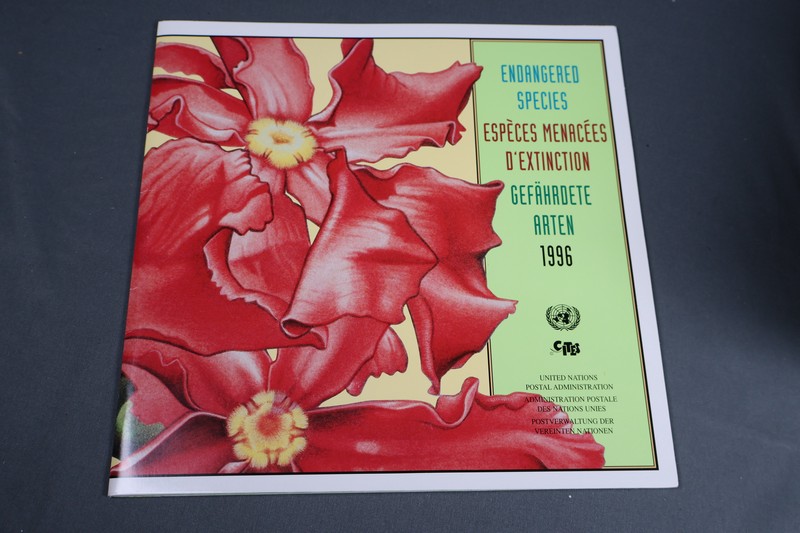 ENDANGERED
SPECIES
ESPÈCES MENACÉES
D'EXTINCTION
GEFÄHRDETE
ARTEN
1996
CITES
UNITED NATIONS
POSTAL ADMINISTRATION
ADMINISTRATION POSTALE
DES NATIONS UNIES
POSTVERWALTUNG DER
VEREINTEN NATIONEN